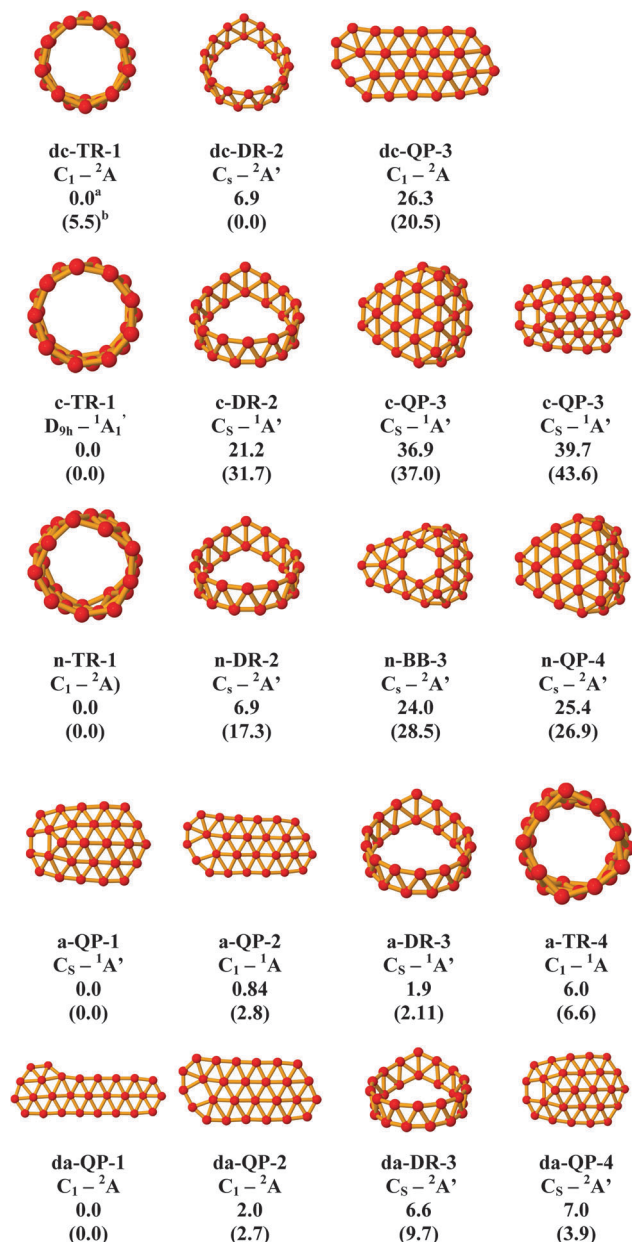 dc-TR-1 dc-DR-2 dc-QP-3
C₁ – ²A Cₛ – ²A’ C₁ – ²A
0.0ᵃ 6.9 26.3
(5.5)ᵇ (0.0) (20.5)
c-TR-1 c-DR-2 c-QP-3 c-QP-3
D₉ₕ – ¹A₁' C_S – ¹A’ C_S – ¹A’ C_S – ¹A’
0.0 21.2 36.9 39.7
(0.0) (31.7) (37.0) (43.6)
n-TR-1 n-DR-2 n-BB-3 n-QP-4
C₁ – ²A) Cₛ – ²A’ Cₛ – ²A’ Cₛ – ²A’
0.0 6.9 24.0 25.4
(0.0) (17.3) (28.5) (26.9)
a-QP-1 a-QP-2 a-DR-3 a-TR-4
C_S – ¹A’ C₁ – ¹A C_S – ¹A’ C₁ – ¹A
0.0 0.84 1.9 6.0
(0.0) (2.8) (2.11) (6.6)
da-QP-1 da-QP-2 da-DR-3 da-QP-4
C₁ – ²A C₁ – ²A C_S – ²A’ C_S – ²A’
0.0 2.0 6.6 7.0
(0.0) (2.7) (9.7) (3.9)